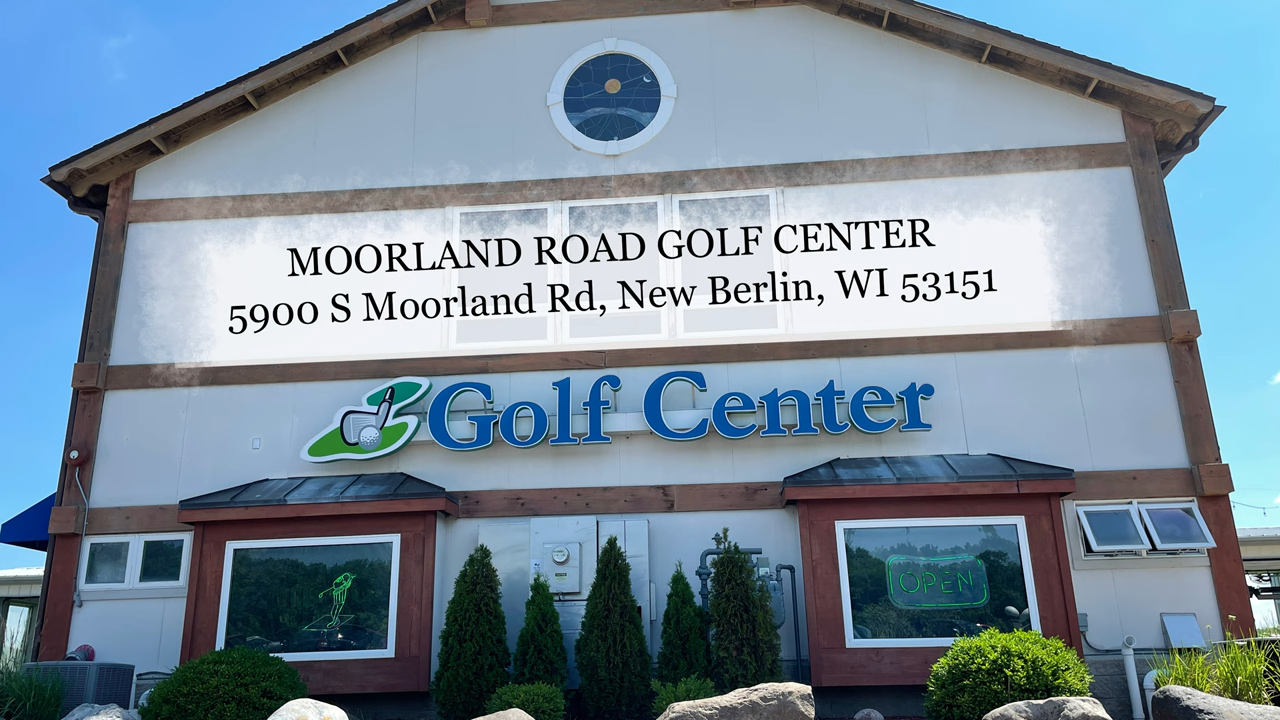 MOORLAND ROAD GOLF CENTER
5900 S Moorland Rd, New Berlin, WI 53151
Golf Center
OPEN